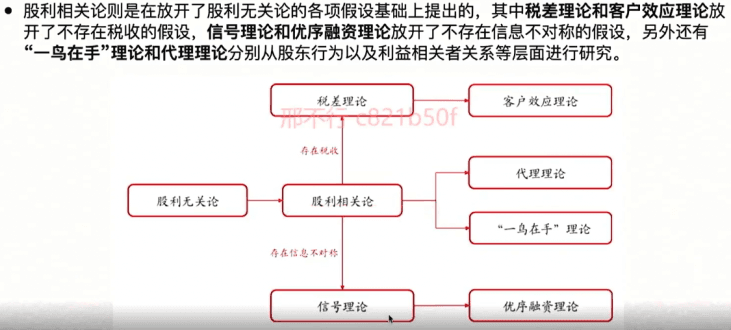 • 股利相关论则是在放开了股利无关论的各项假设基础上提出的，其中税差理论和客户效应理论放
开了不存在税收的假设，信号理论和优序融资理论放开了不存在信息不对称的假设，另外还有
“一鸟在手”理论和代理理论分别从股东行为以及利益相关者关系等层面进行研究。
税差理论
客户效应理论
邢不行 c821b50f
存在税收
代理理论
股利无关论
股利相关论
“一鸟在手”理论
存在信息不对称
信号理论
优序融资理论